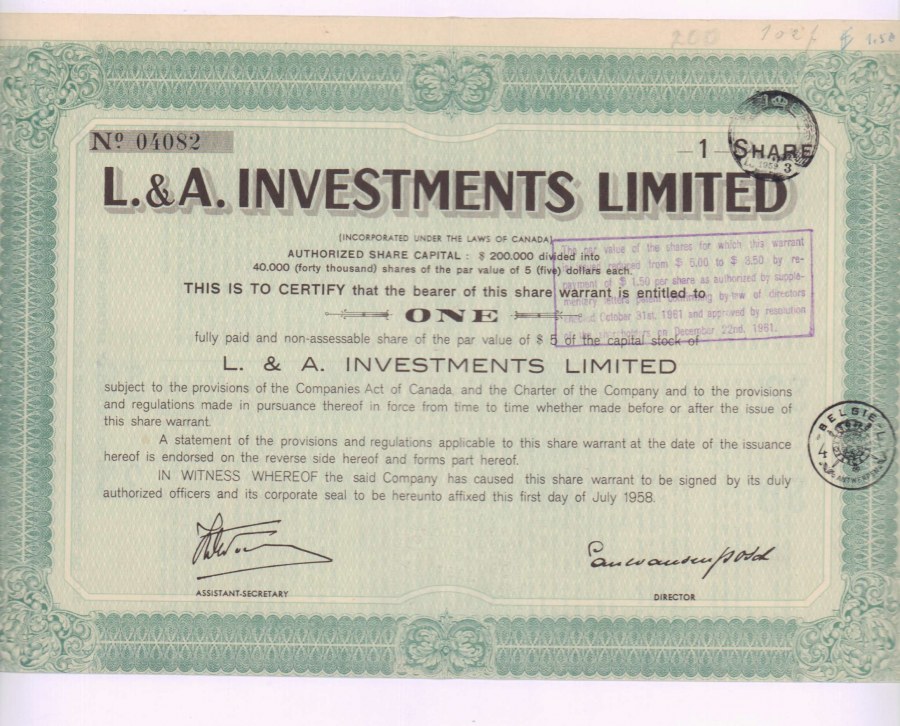 200
$ 1.50
Nº 04082
1 SHARE
3
L. & A. INVESTMENTS LIMITED
(INCORPORATED UNDER THE LAWS OF CANADA)
AUTHORIZED SHARE CAPITAL : $ 200.000 divided into
40.000 (forty thousand) shares of the par value of 5 (five) dollars each.
The par value of the shares for which this warrant
reduced from $ 5.00 to $ 3.50 by re-
payment of $ 1.50 per share as authorized by supple-
mentary letters patent confirming by-law of directors
October 31st, 1961 and approved by resolution
on December 22nd, 1961.
THIS IS TO CERTIFY that the bearer of this share warrant is entitled to
ONE
fully paid and non-assessable share of the par value of $ 5 of the capital stock of
L. & A. INVESTMENTS LIMITED
subject to the provisions of the Companies Act of Canada and the Charter of the Company and to the provisions
and regulations made in pursuance thereof in force from time to time whether made before or after the issue of
this share warrant.
BELGIE
4
ANTWERPEN
A statement of the provisions and regulations applicable to this share warrant at the date of the issuance
hereof is endorsed on the reverse side hereof and forms part hereof.
IN WITNESS WHEREOF the said Company has caused this share warrant to be signed by its duly
authorized officers and its corporate seal to be hereunto affixed this first day of July 1958.
ASSISTANT-SECRETARY
DIRECTOR